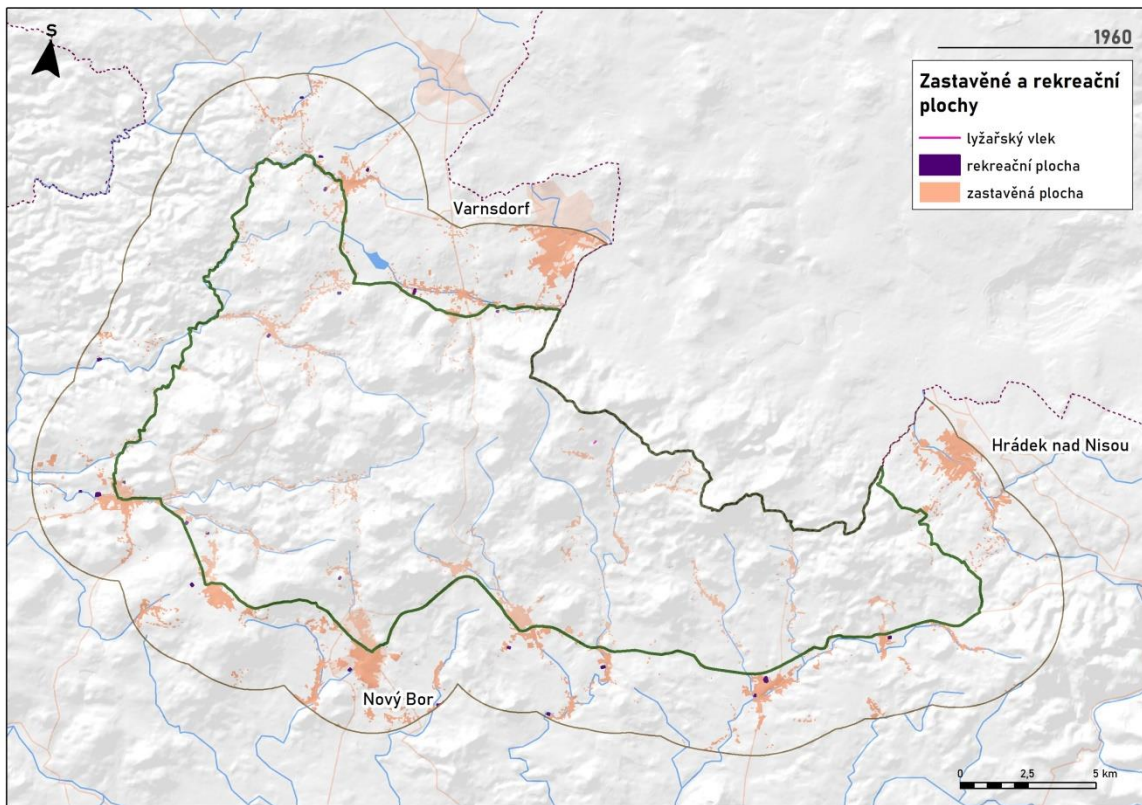 S
1960
Zastavěné a rekreační
plochy
lyžařský vlek
rekreační plocha
zastavěná plocha
Varnsdorf
Hrádek nad Nisou
Nový Bor
0 2,5 5 km